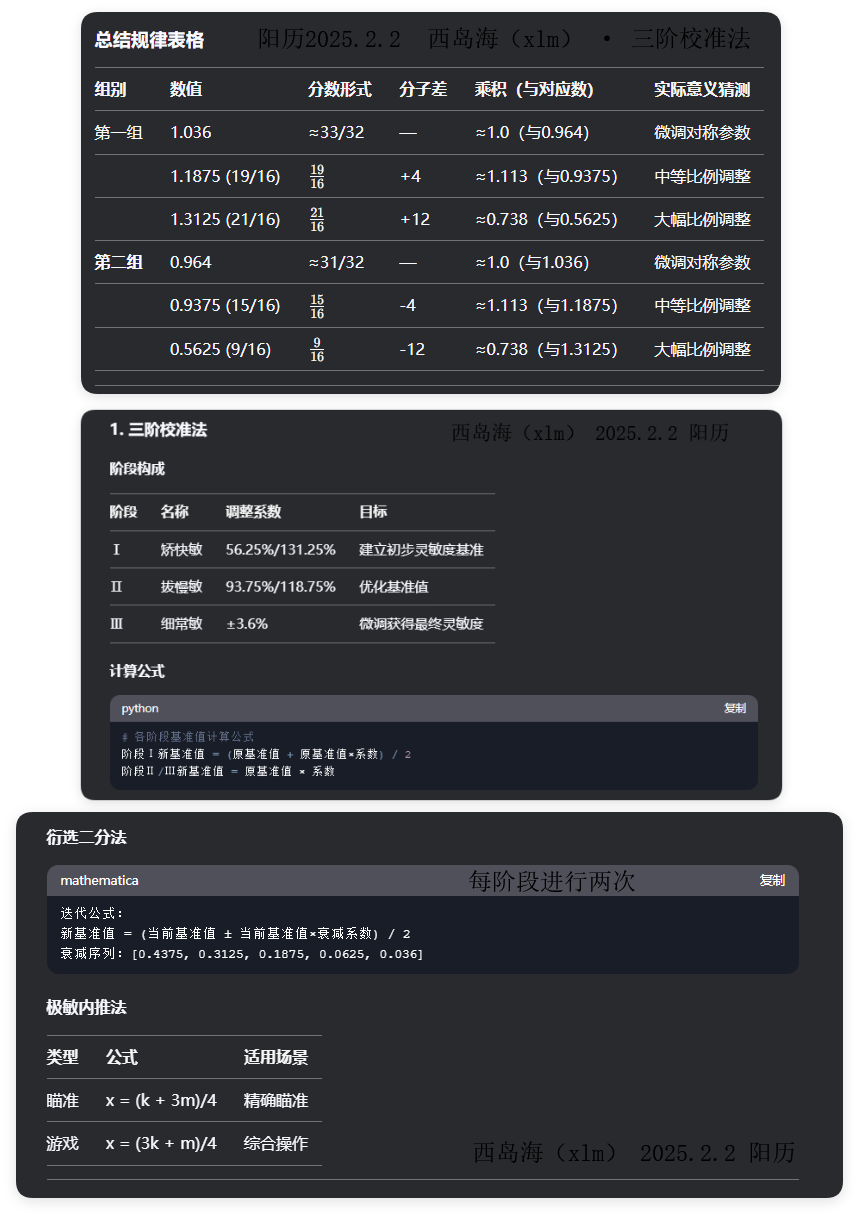 总结规律表格 阳历2025.2.2 西岛海（xlm） · 三阶校准法
组别 数值 分数形式 分子差 乘积（与对应数） 实际意义猜测
第一组 1.036 ≈33/32 — ≈1.0（与0.964） 微调对称参数
1.1875 (19/16) 19/16 +4 ≈1.113（与0.9375） 中等比例调整
1.3125 (21/16) 21/16 +12 ≈0.738（与0.5625） 大幅比例调整
第二组 0.964 ≈31/32 — ≈1.0（与1.036） 微调对称参数
0.9375 (15/16) 15/16 -4 ≈1.113（与1.1875） 中等比例调整
0.5625 (9/16) 9/16 -12 ≈0.738（与1.3125） 大幅比例调整
1. 三阶校准法 西岛海（xlm） 2025.2.2 阳历
阶段构成
阶段 名称 调整系数 目标
Ⅰ 矫快敏 56.25%/131.25% 建立初步灵敏度基准
Ⅱ 拔慢敏 93.75%/118.75% 优化基准值
Ⅲ 细常敏 ±3.6% 微调获得最终灵敏度
计算公式
python 复制
# 各阶段基准值计算公式
阶段Ⅰ新基准值 = (原基准值 + 原基准值*系数) / 2
阶段Ⅱ/Ⅲ新基准值 = 原基准值 * 系数
衍选二分法
mathematica 每阶段进行两次 复制
迭代公式:
新基准值 = (当前基准值 ± 当前基准值*衰减系数) / 2
衰减序列: [0.4375, 0.3125, 0.1875, 0.0625, 0.036]
极敏内推法
类型 公式 适用场景
瞄准 x = (k + 3m)/4 精确瞄准
游戏 x = (3k + m)/4 综合操作
西岛海（xlm） 2025.2.2 阳历